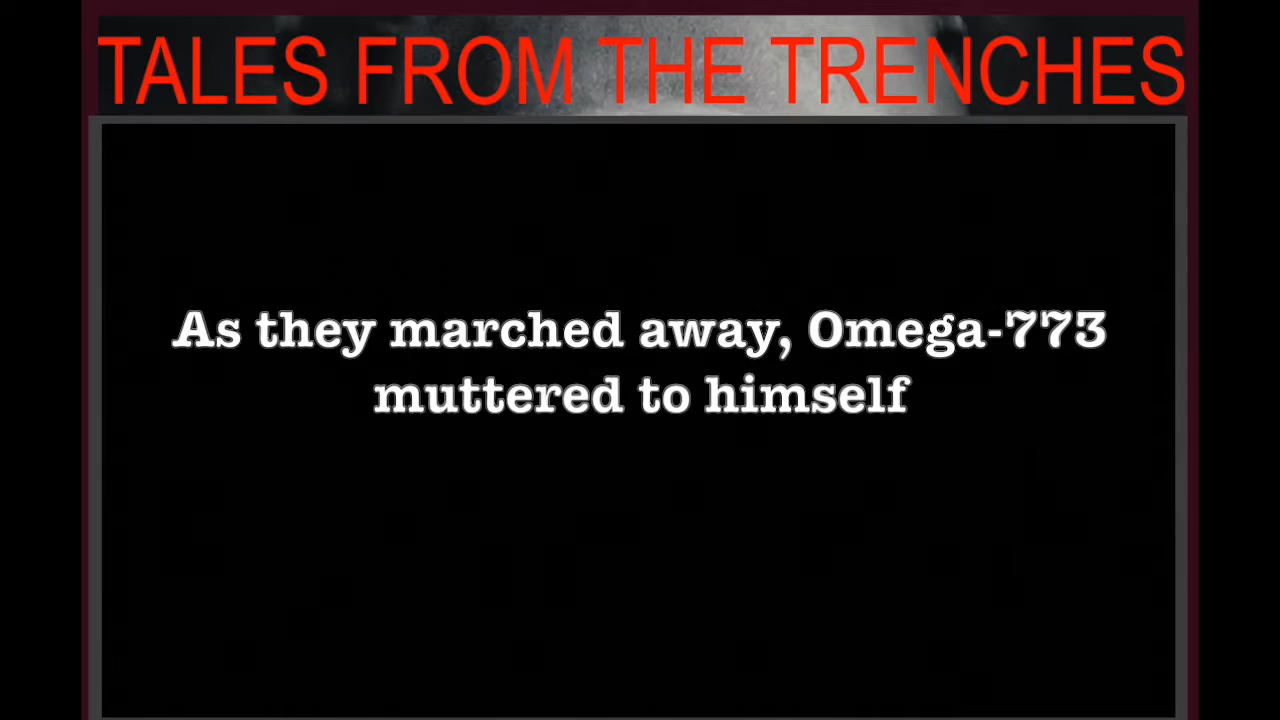 TALES FROM THE TRENCHES
As they marched away, Omega-773
muttered to himself